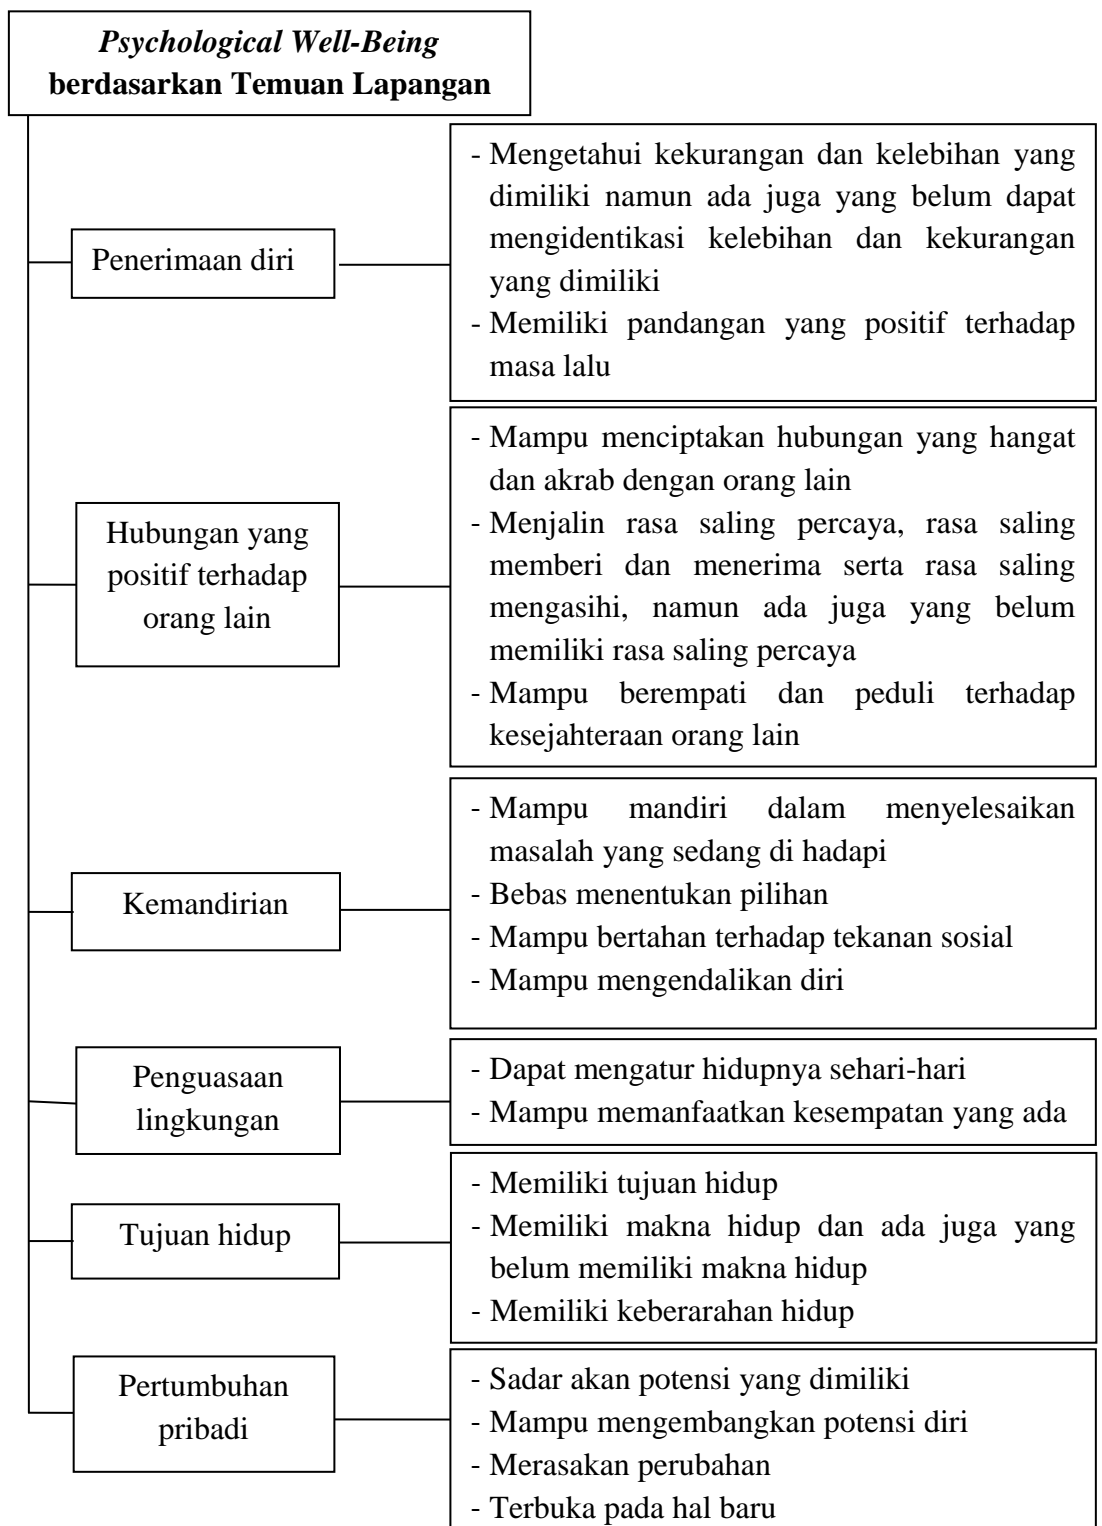 Psychological Well-Being
berdasarkan Temuan Lapangan
Penerimaan diri
- Mengetahui kekurangan dan kelebihan yang
dimiliki namun ada juga yang belum dapat
mengidentikasi kelebihan dan kekurangan
yang dimiliki
- Memiliki pandangan yang positif terhadap
masa lalu
Hubungan yang
positif terhadap
orang lain
- Mampu menciptakan hubungan yang hangat
dan akrab dengan orang lain
- Menjalin rasa saling percaya, rasa saling
memberi dan menerima serta rasa saling
mengasihi, namun ada juga yang belum
memiliki rasa saling percaya
- Mampu berempati dan peduli terhadap
kesejahteraan orang lain
Kemandirian
- Mampu mandiri dalam menyelesaikan
masalah yang sedang di hadapi
- Bebas menentukan pilihan
- Mampu bertahan terhadap tekanan sosial
- Mampu mengendalikan diri
Penguasaan
lingkungan
- Dapat mengatur hidupnya sehari-hari
- Mampu memanfaatkan kesempatan yang ada
Tujuan hidup
- Memiliki tujuan hidup
- Memiliki makna hidup dan ada juga yang
belum memiliki makna hidup
- Memiliki keberarahan hidup
Pertumbuhan
pribadi
- Sadar akan potensi yang dimiliki
- Mampu mengembangkan potensi diri
- Merasakan perubahan
- Terbuka pada hal baru